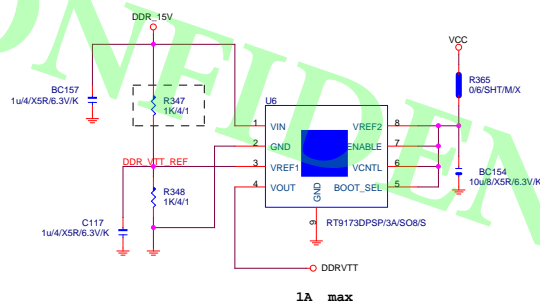 DDR_15V
VCC
BC157
1u/4/X5R/6.3V/K
R347
1K/4/1
R365
0/6/SHT/M/X
U6
1 VIN VREF2 8
2 GND ENABLE 7
DDR_VTT_REF
3 VREF1 VCNTL 6
4 VOUT BOOT_SEL 5
GND
9
BC154
10u/8/X5R/6.3V/K
R348
1K/4/1
C117
1u/4/X5R/6.3V/K
RT9173DPSP/3A/SO8/S
DDRVTT
1A max
ONFIDEN